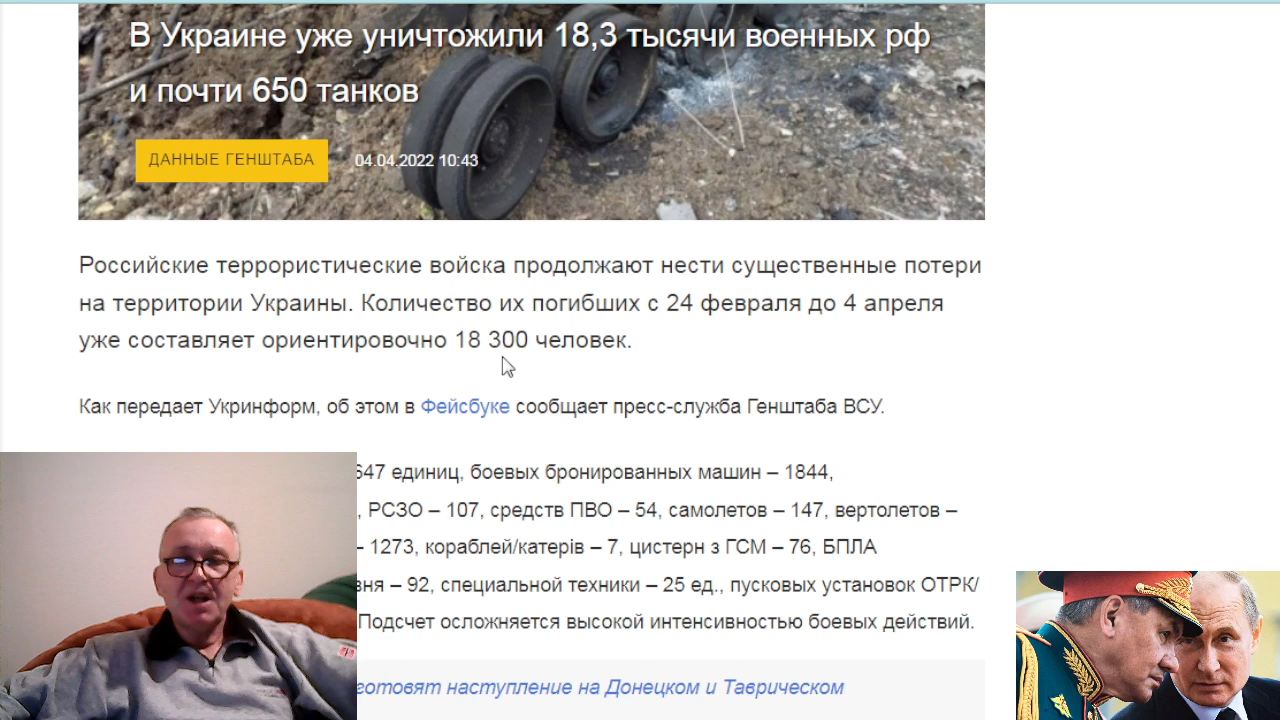 В Украине уже уничтожили 18,3 тысячи военных рф
и почти 650 танков
ДАННЫЕ ГЕНШТАБА 04.04.2022 10:43
Российские террористические войска продолжают нести существенные потери
на территории Украины. Количество их погибших с 24 февраля до 4 апреля
уже составляет ориентировочно 18 300 человек.
Как передает Укринформ, об этом в Фейсбуке сообщает пресс-служба Генштаба ВСУ.
647 единиц, боевых бронированных машин – 1844,
, РСЗО – 107, средств ПВО – 54, самолетов – 147, вертолетов –
– 1273, кораблей/катерів – 7, цистерн з ГСМ – 76, БПЛА
вня – 92, специальной техники – 25 ед., пусковых установок ОТРК/
Подсчет осложняется высокой интенсивностью боевых действий.
готовят наступление на Донецком и Таврическом